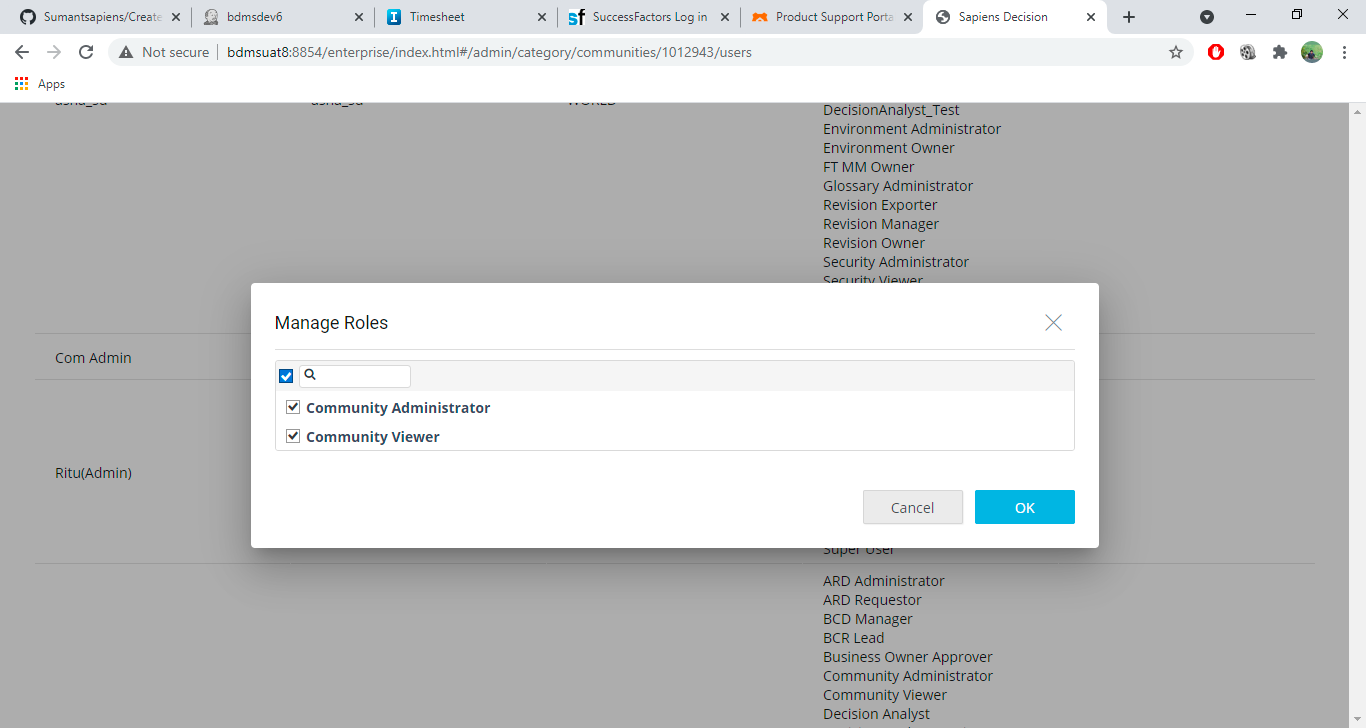 Sumantsapiens/Create
bdmsdev6
Timesheet
SuccessFactors Log in
Product Support Porta
Sapiens Decision
Not secure
bdmsuat8:8854/enterprise/index.html#/admin/category/communities/1012943/users
Apps
WORLD
DecisionAnalyst_Test
Environment Administrator
Environment Owner
FT MM Owner
Glossary Administrator
Revision Exporter
Revision Manager
Revision Owner
Security Administrator
Security Viewer
Manage Roles
Com Admin
Community Administrator
Community Viewer
Ritu(Admin)
Cancel
OK
Super User
ARD Administrator
ARD Requestor
BCD Manager
BCR Lead
Business Owner Approver
Community Administrator
Community Viewer
Decision Analyst